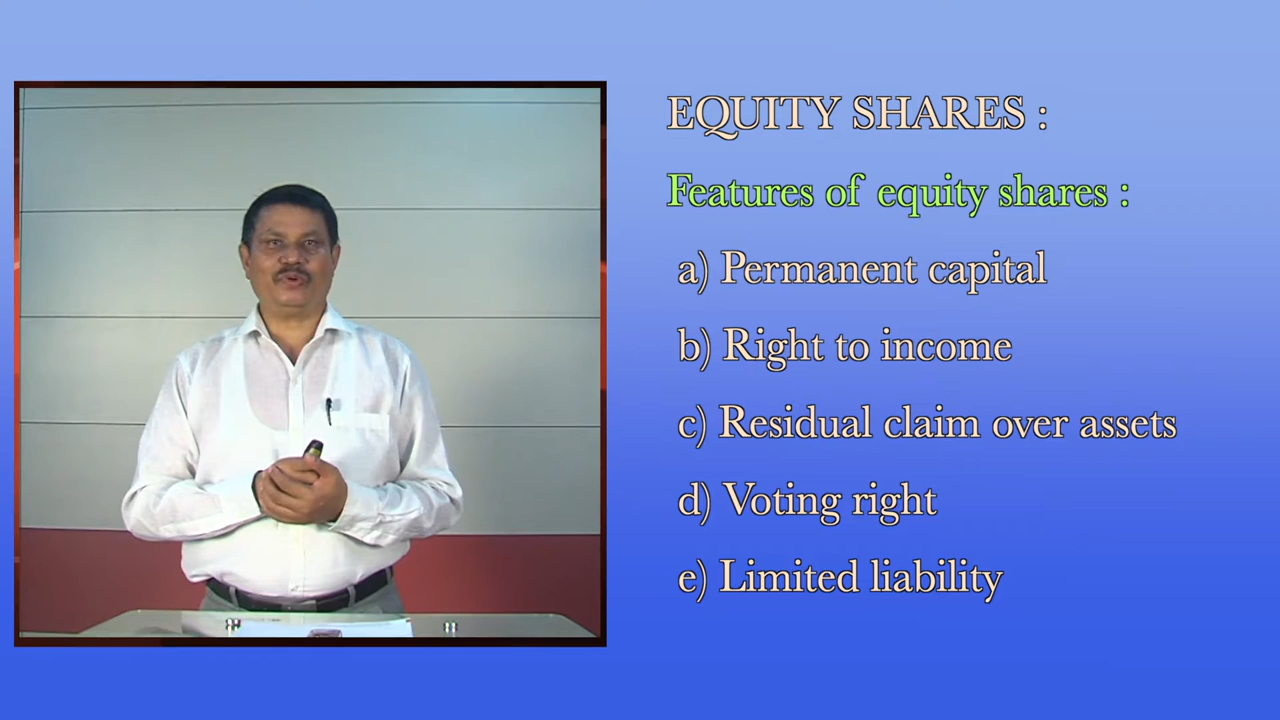 EQUITY SHARES :
Features of equity shares :
a) Permanent capital
b) Right to income
c) Residual claim over assets
d) Voting right
e) Limited liability